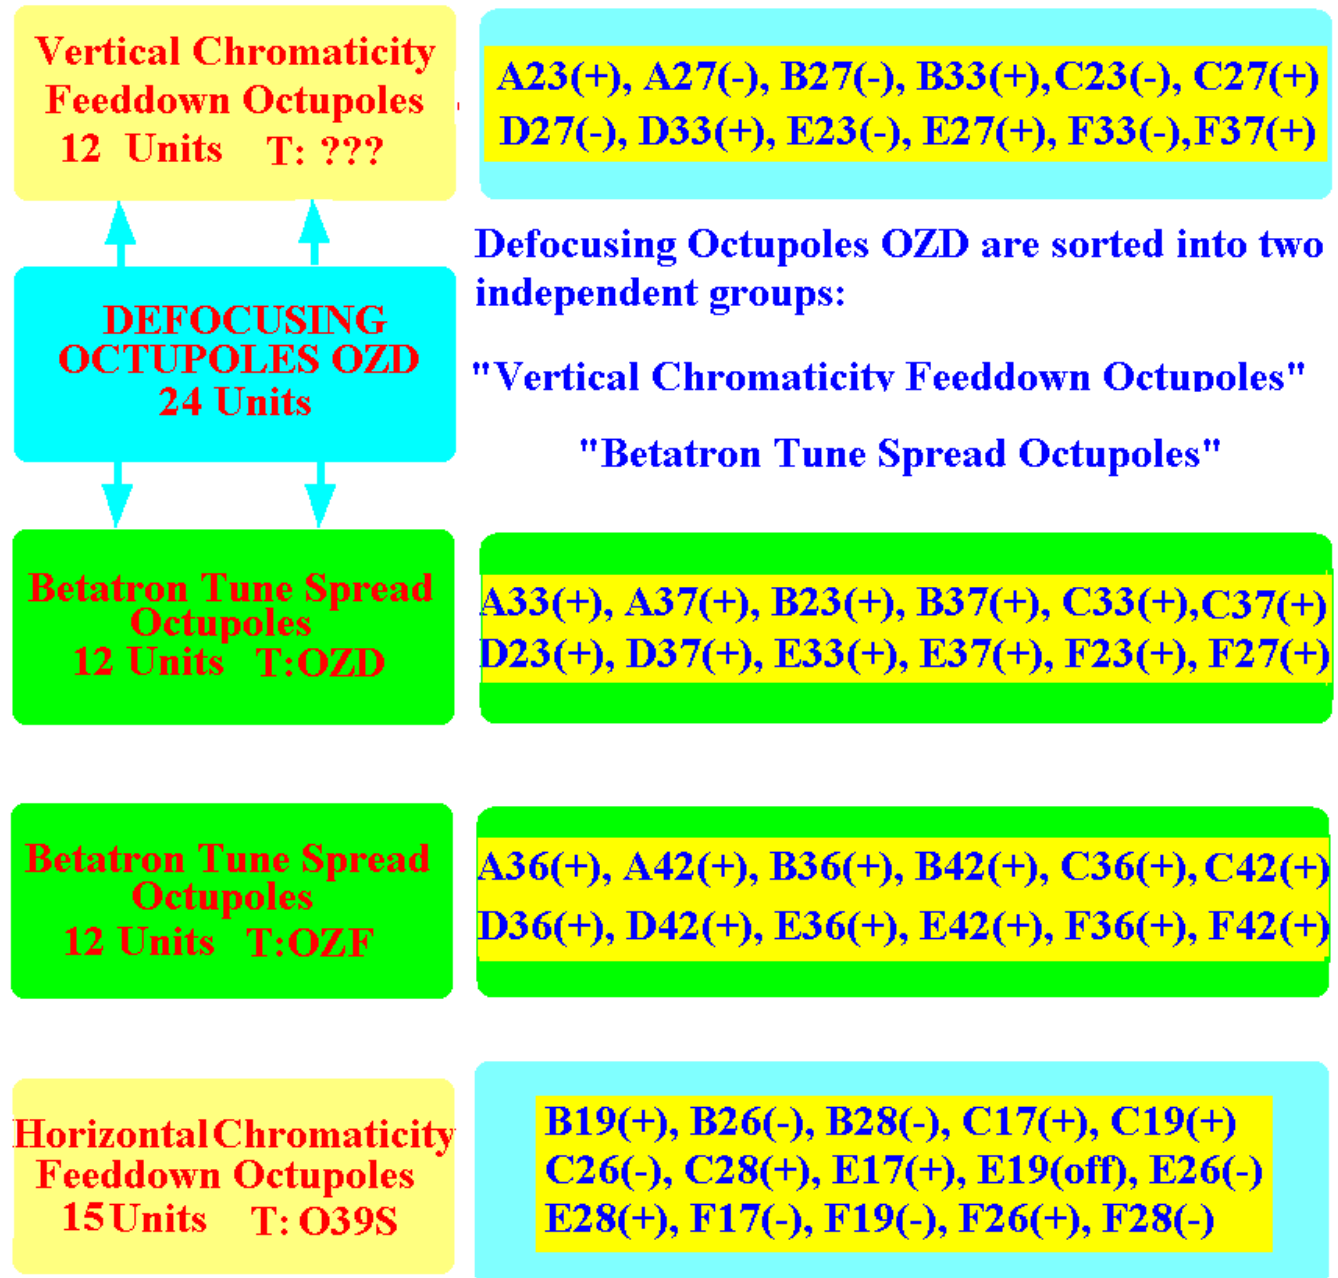 Vertical Chromaticity
Feeddown Octupoles
12 Units T: ???
A23(+), A27(-), B27(-), B33(+),C23(-), C27(+)
D27(-), D33(+), E23(-), E27(+), F33(-),F37(+)
Defocusing Octupoles OZD are sorted into two
independent groups:
DEFOCUSING
OCTUPOLES OZD
24 Units
"Vertical Chromaticity Feeddown Octupoles"
"Betatron Tune Spread Octupoles"
Betatron Tune Spread
Octupoles
12 Units T:OZD
A33(+), A37(+), B23(+), B37(+), C33(+),C37(+)
D23(+), D37(+), E33(+), E37(+), F23(+), F27(+)
Betatron Tune Spread
Octupoles
12 Units T:OZF
A36(+), A42(+), B36(+), B42(+), C36(+), C42(+)
D36(+), D42(+), E36(+), E42(+), F36(+), F42(+)
Horizontal Chromaticity
Feeddown Octupoles
15 Units T: O39S
B19(+), B26(-), B28(-), C17(+), C19(+)
C26(-), C28(+), E17(+), E19(off), E26(-)
E28(+), F17(-), F19(-), F26(+), F28(-)